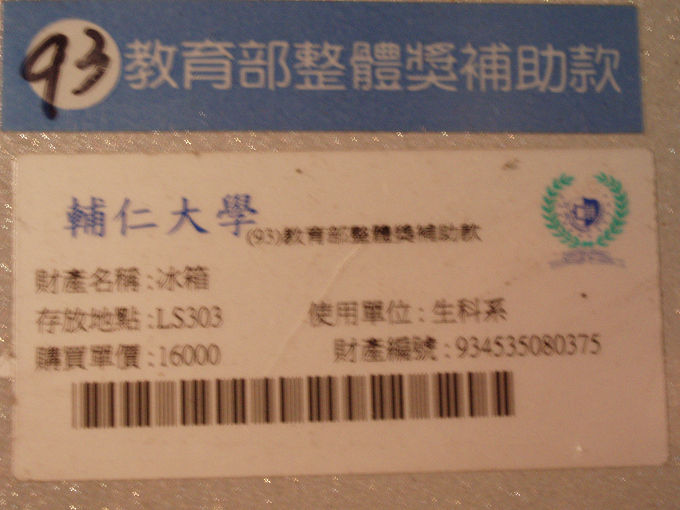 93 教育部整體獎補助款
輔仁大學 (93)教育部整體獎補助款
財產名稱:冰箱
存放地點:LS303 使用單位:生科系
購買單價:16000 財產編號:934535080375